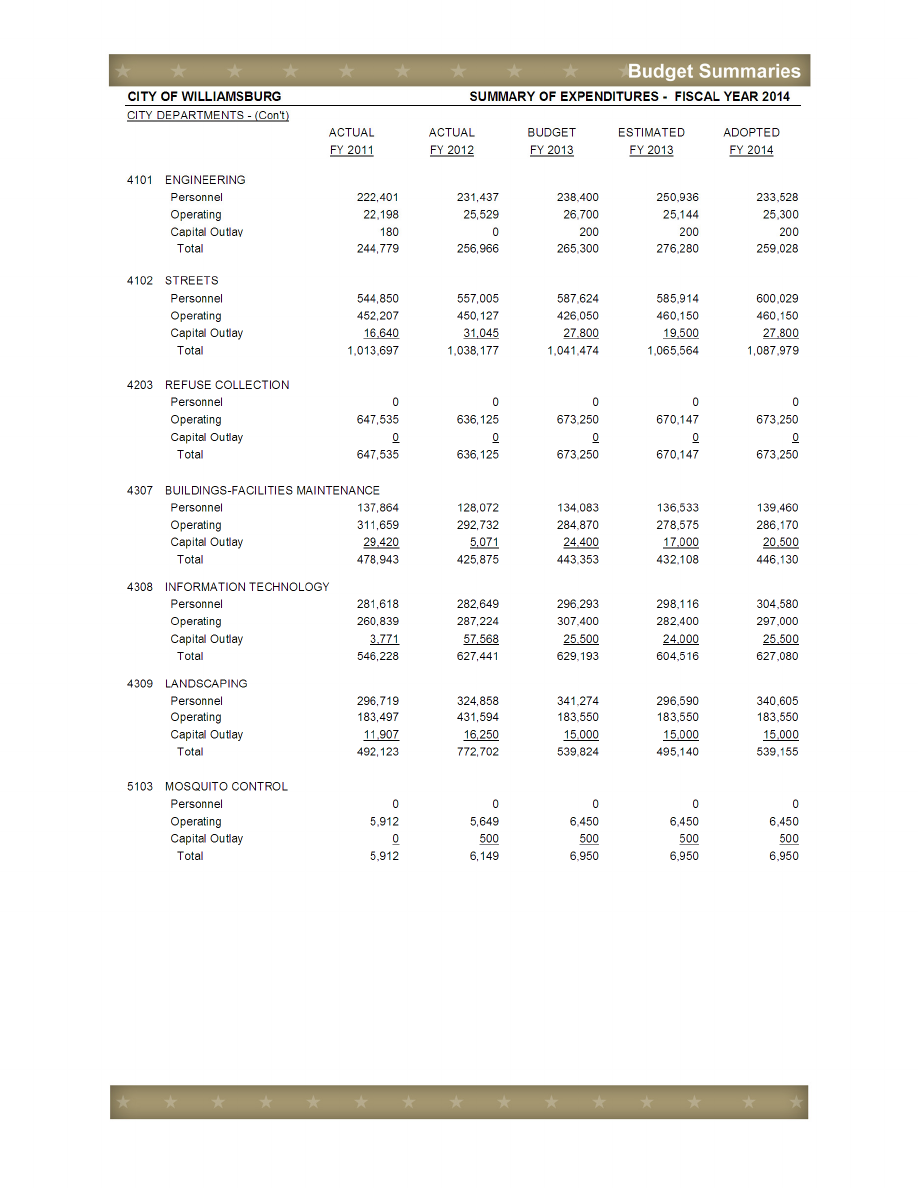 Budget Summaries
CITY OF WILLIAMSBURG SUMMARY OF EXPENDITURES - FISCAL YEAR 2014
CITY DEPARTMENTS - (Con't)
ACTUAL ACTUAL BUDGET ESTIMATED ADOPTED
FY 2011 FY 2012 FY 2013 FY 2013 FY 2014
4101 ENGINEERING
Personnel 222,401 231,437 238,400 250,936 233,528
Operating 22,198 25,529 26,700 25,144 25,300
Capital Outlay 180 0 200 200 200
Total 244,779 256,966 265,300 276,280 259,028
4102 STREETS
Personnel 544,850 557,005 587,624 585,914 600,029
Operating 452,207 450,127 426,050 460,150 460,150
Capital Outlay 16,640 31,045 27,800 19,500 27,800
Total 1,013,697 1,038,177 1,041,474 1,065,564 1,087,979
4203 REFUSE COLLECTION
Personnel 0 0 0 0 0
Operating 647,535 636,125 673,250 670,147 673,250
Capital Outlay 0 0 0 0 0
Total 647,535 636,125 673,250 670,147 673,250
4307 BUILDINGS-FACILITIES MAINTENANCE
Personnel 137,864 128,072 134,083 136,533 139,460
Operating 311,659 292,732 284,870 278,575 286,170
Capital Outlay 29,420 5,071 24,400 17,000 20,500
Total 478,943 425,875 443,353 432,108 446,130
4308 INFORMATION TECHNOLOGY
Personnel 281,618 282,649 296,293 298,116 304,580
Operating 260,839 287,224 307,400 282,400 297,000
Capital Outlay 3,771 57,568 25,500 24,000 25,500
Total 546,228 627,441 629,193 604,516 627,080
4309 LANDSCAPING
Personnel 296,719 324,858 341,274 296,590 340,605
Operating 183,497 431,594 183,550 183,550 183,550
Capital Outlay 11,907 16,250 15,000 15,000 15,000
Total 492,123 772,702 539,824 495,140 539,155
5103 MOSQUITO CONTROL
Personnel 0 0 0 0 0
Operating 5,912 5,649 6,450 6,450 6,450
Capital Outlay 0 500 500 500 500
Total 5,912 6,149 6,950 6,950 6,950